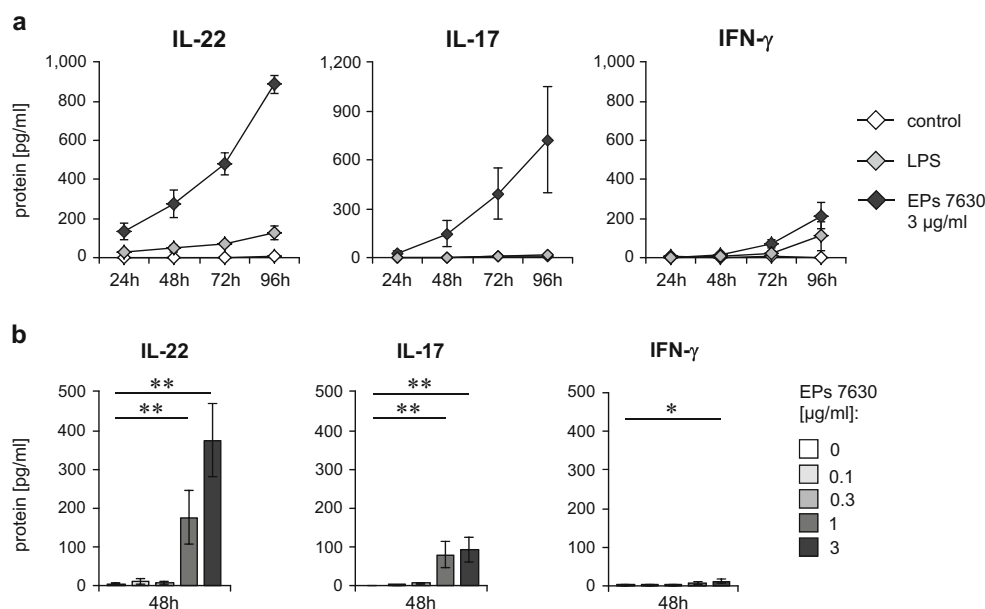 a
IL-22 IL-17 IFN-γ
protein [pg/ml]
1,000
800
600
400
200
0
24h 48h 72h 96h
1,200
900
600
300
0
24h 48h 72h 96h
1,000
800
600
400
200
0
24h 48h 72h 96h
control
LPS
EPs 7630
3 µg/ml
b
IL-22 IL-17 IFN-γ
protein [pg/ml]
500
400
300
200
100
0
**
**
48h
500
400
300
200
100
0
**
**
48h
500
400
300
200
100
0
*
48h
EPs 7630
[µg/ml]:
0
0.1
0.3
1
3